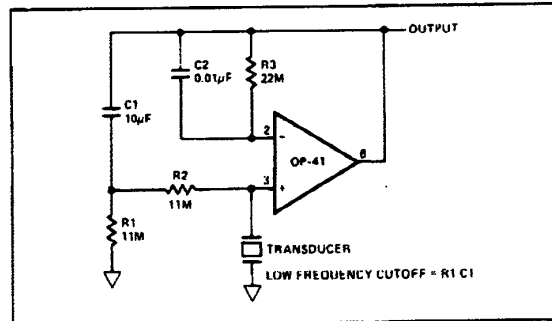 OUTPUT
C2
0.01µF
R3
22M
C1
10µF
2
-
OP-41
6
R2
3
+
11M
R1
11M
TRANSDUCER
LOW FREQUENCY CUTOFF = R1 C1